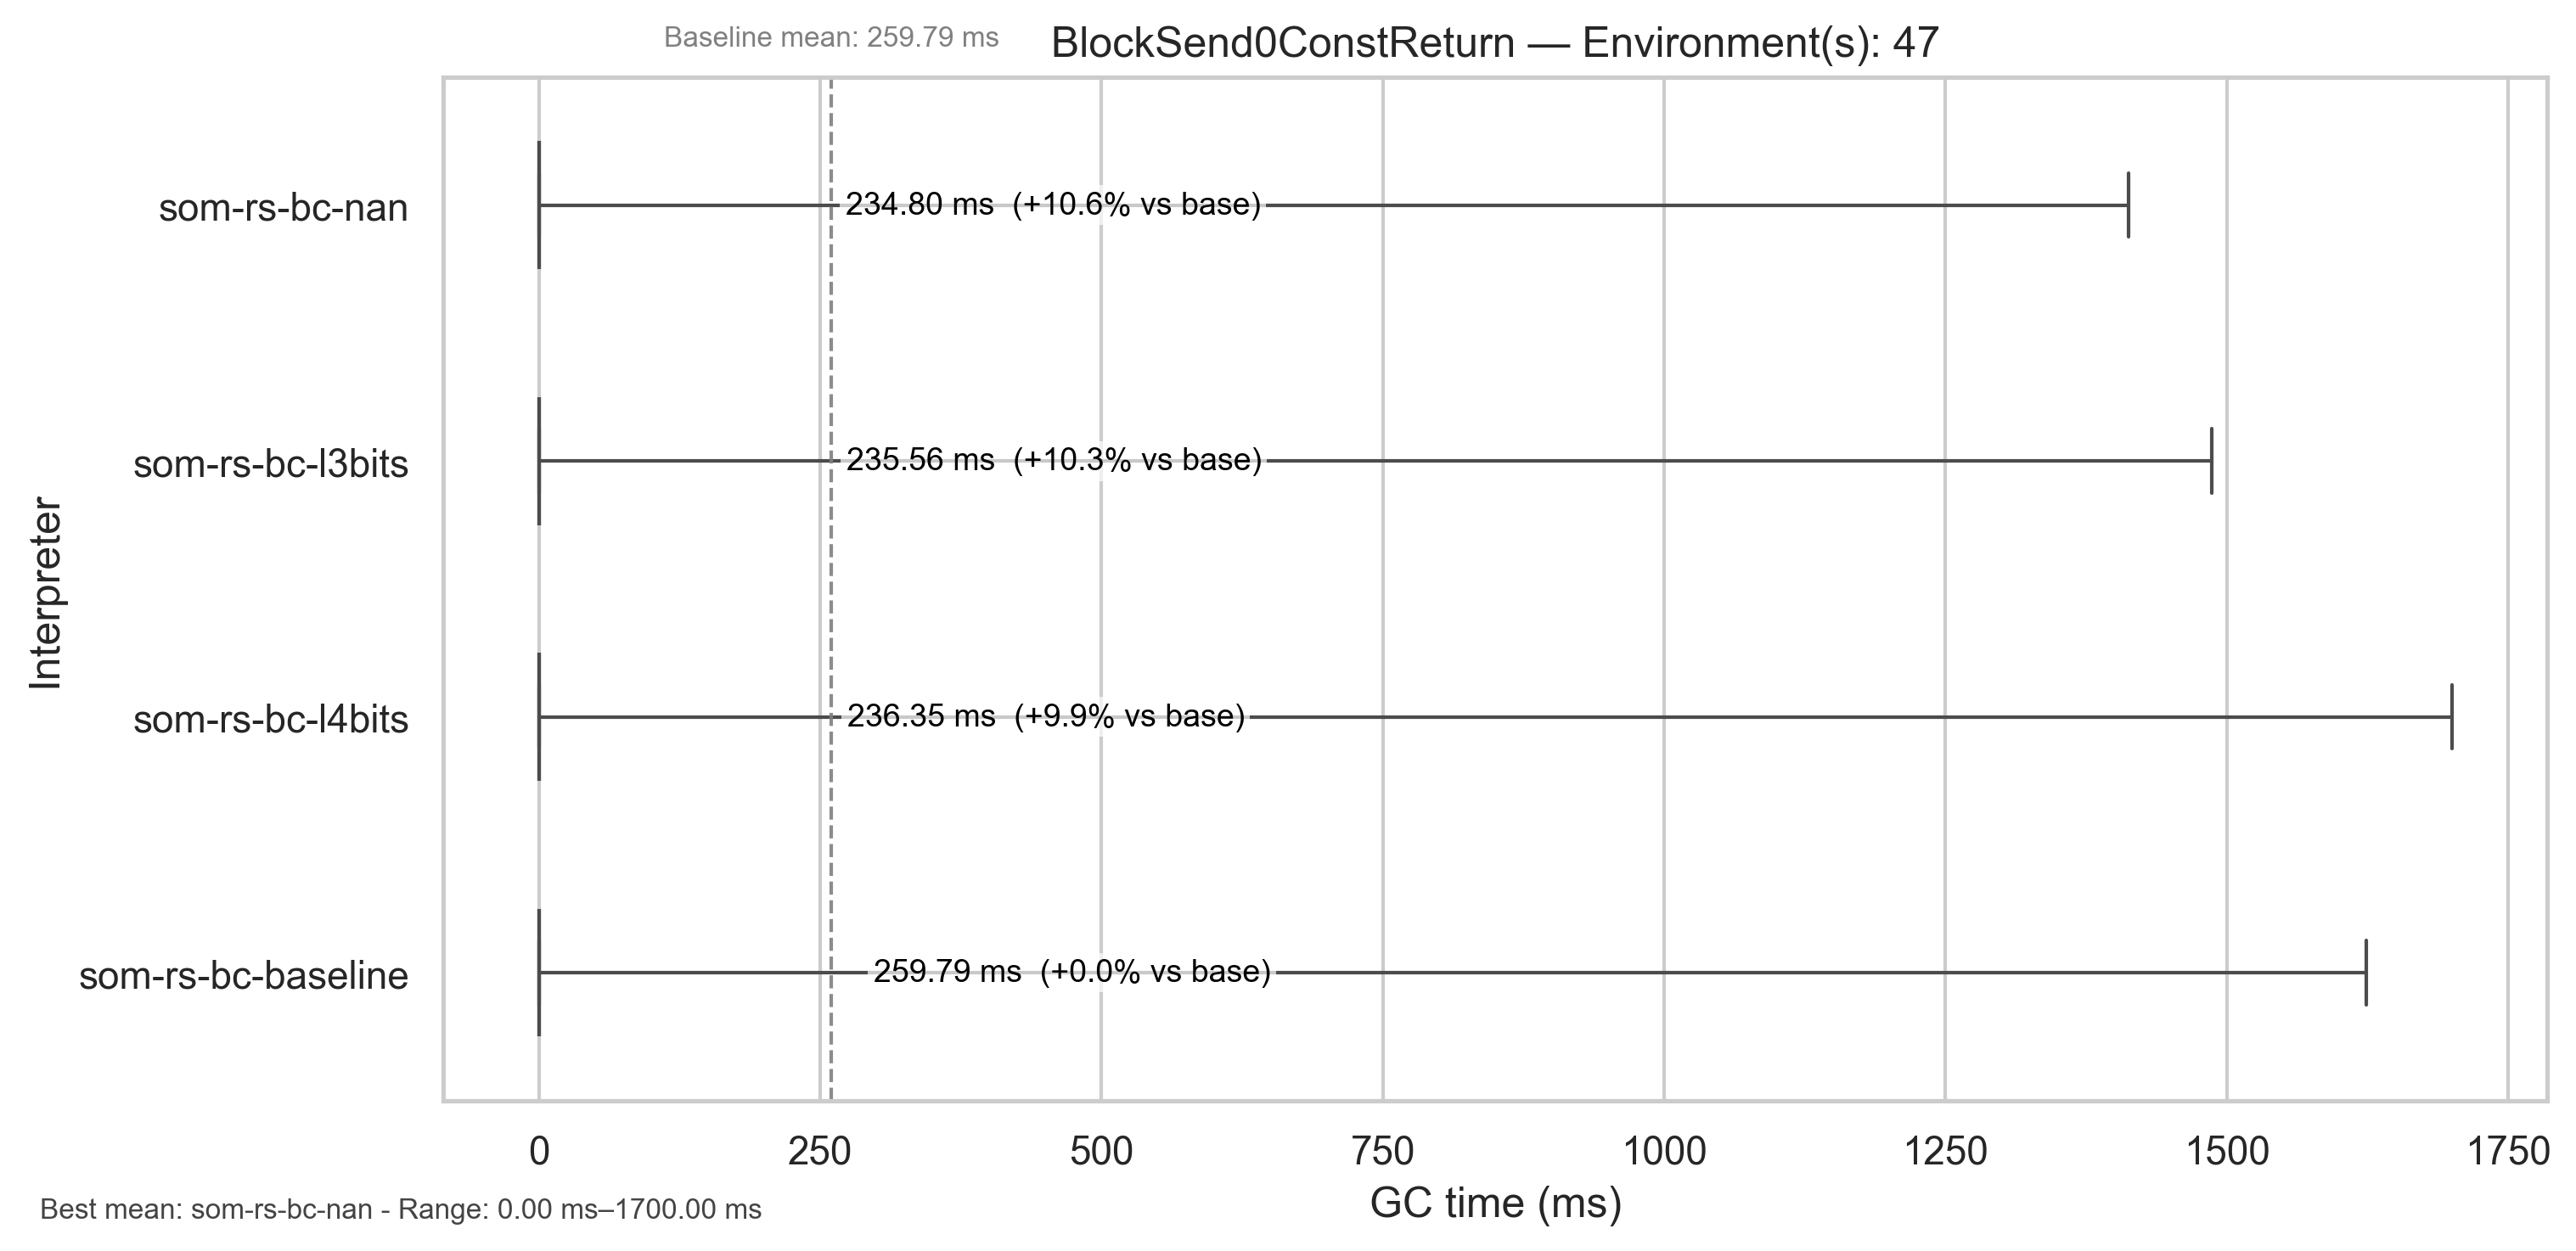 Baseline mean: 259.79 ms
BlockSend0ConstReturn — Environment(s): 47
Interpreter
som-rs-bc-nan
234.80 ms (+10.6% vs base)
som-rs-bc-l3bits
235.56 ms (+10.3% vs base)
som-rs-bc-l4bits
236.35 ms (+9.9% vs base)
som-rs-bc-baseline
259.79 ms (+0.0% vs base)
0 250 500 750 1000 1250 1500 1750
GC time (ms)
Best mean: som-rs-bc-nan - Range: 0.00 ms–1700.00 ms